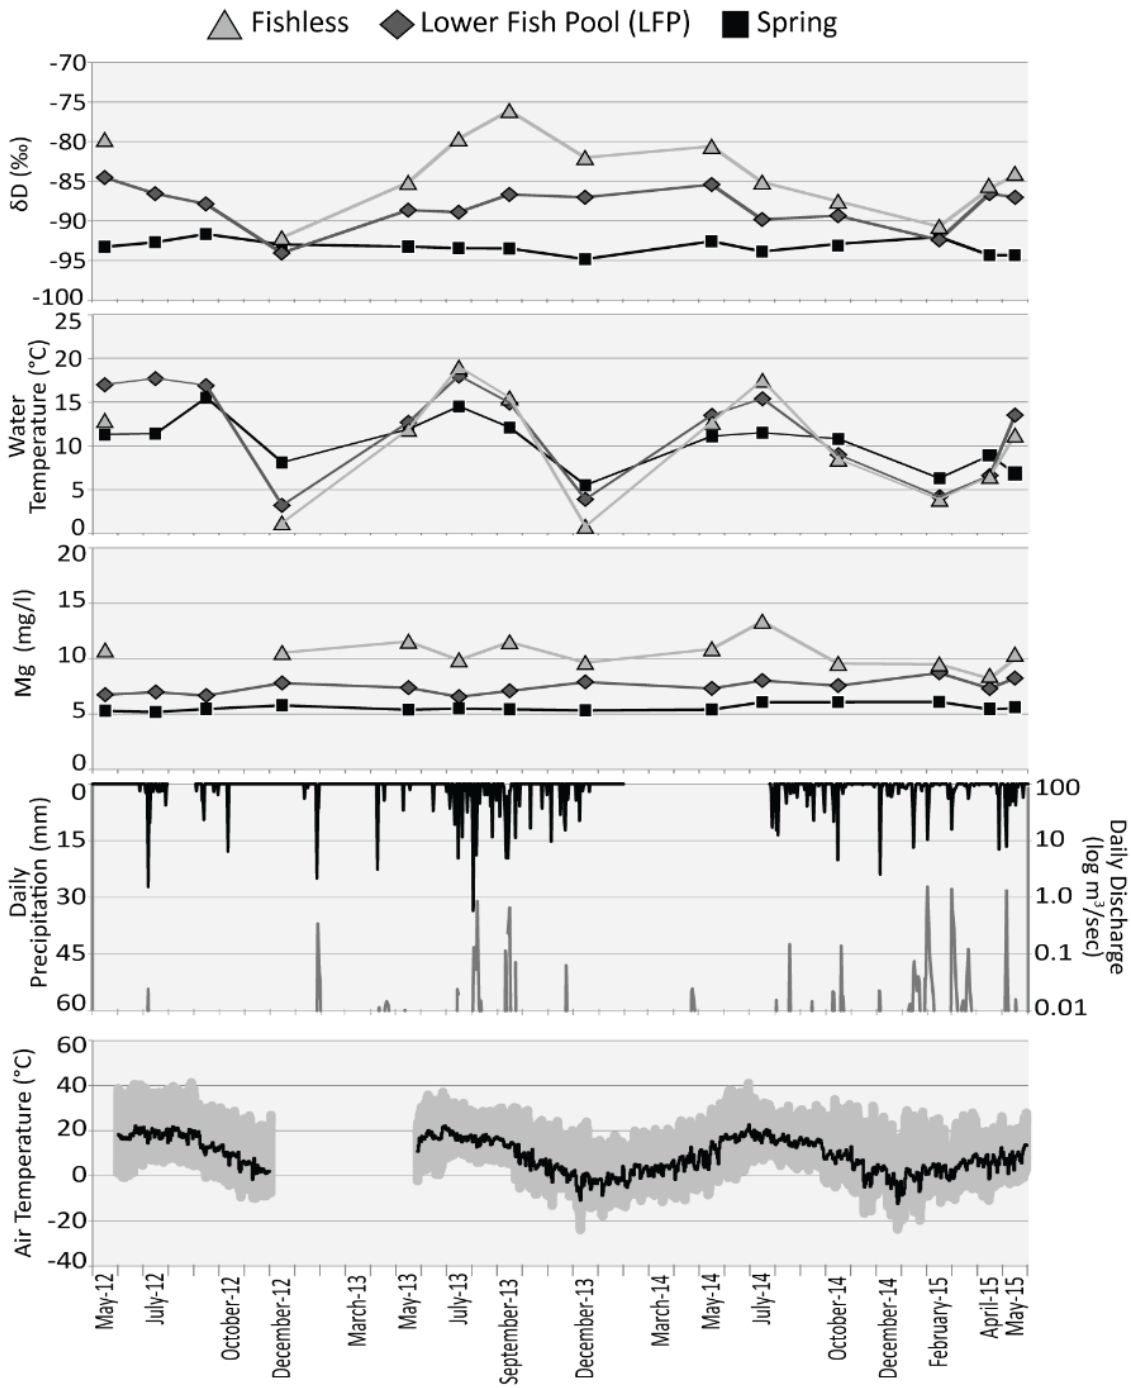 Fishless Lower Fish Pool (LFP) Spring
δD (‰)
-70
-75
-80
-85
-90
-95
-100
Water
Temperature (°C)
25
20
15
10
5
0
Mg (mg/l)
20
15
10
5
0
Daily
Precipitation (mm)
0
15
30
45
60
100
10
1.0
0.1
0.01
Daily Discharge
(log m³/sec)
Air Temperature (°C)
60
40
20
0
-20
-40
May-12
July-12
October-12
December-12
March-13
May-13
July-13
September-13
December-13
March-14
May-14
July-14
October-14
December-14
February-15
April-15
May-15